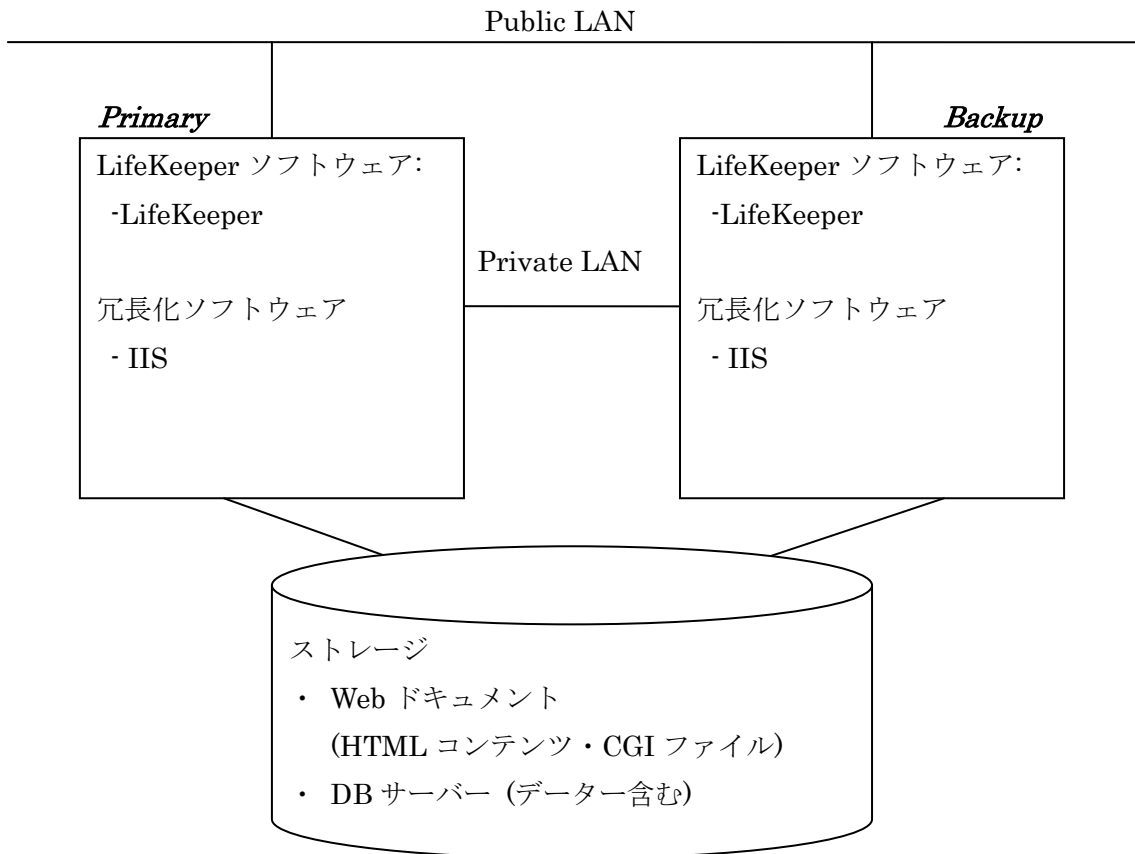 Public LAN
Primary
Backup
LifeKeeper ソフトウェア:
-LifeKeeper
冗長化ソフトウェア
- IIS
Private LAN
LifeKeeper ソフトウェア:
-LifeKeeper
冗長化ソフトウェア
- IIS
ストレージ
・ Web ドキュメント
(HTML コンテンツ・CGI ファイル)
・ DB サーバー (データー含む)